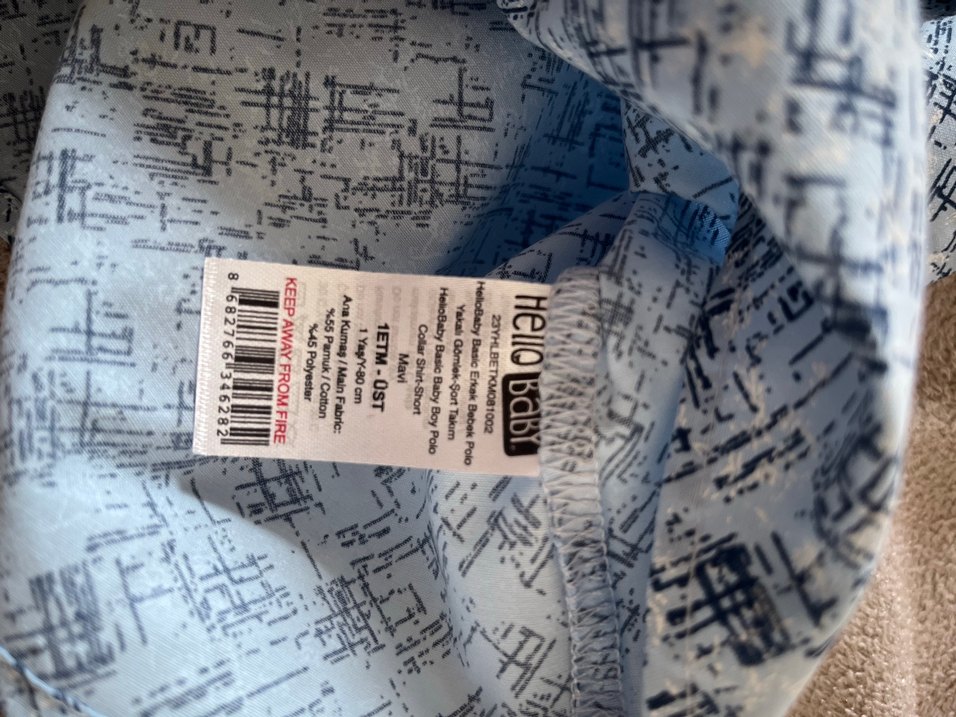 HELLO BABY
23YHLBETKM081002
HelloBaby Basic Erkek Bebek Polo
Yakalı Gömlek-Şort Takım
HelloBaby Basic Baby Boy Polo
Collar Shirt-Short
Mavi
1ETM - ÜST
1 Yaş/Y-80 cm
Ana Kumaş / Main Fabric:
%55 Pamuk / Cotton
%45 Polyester
KEEP AWAY FROM FIRE
8 682766 346282